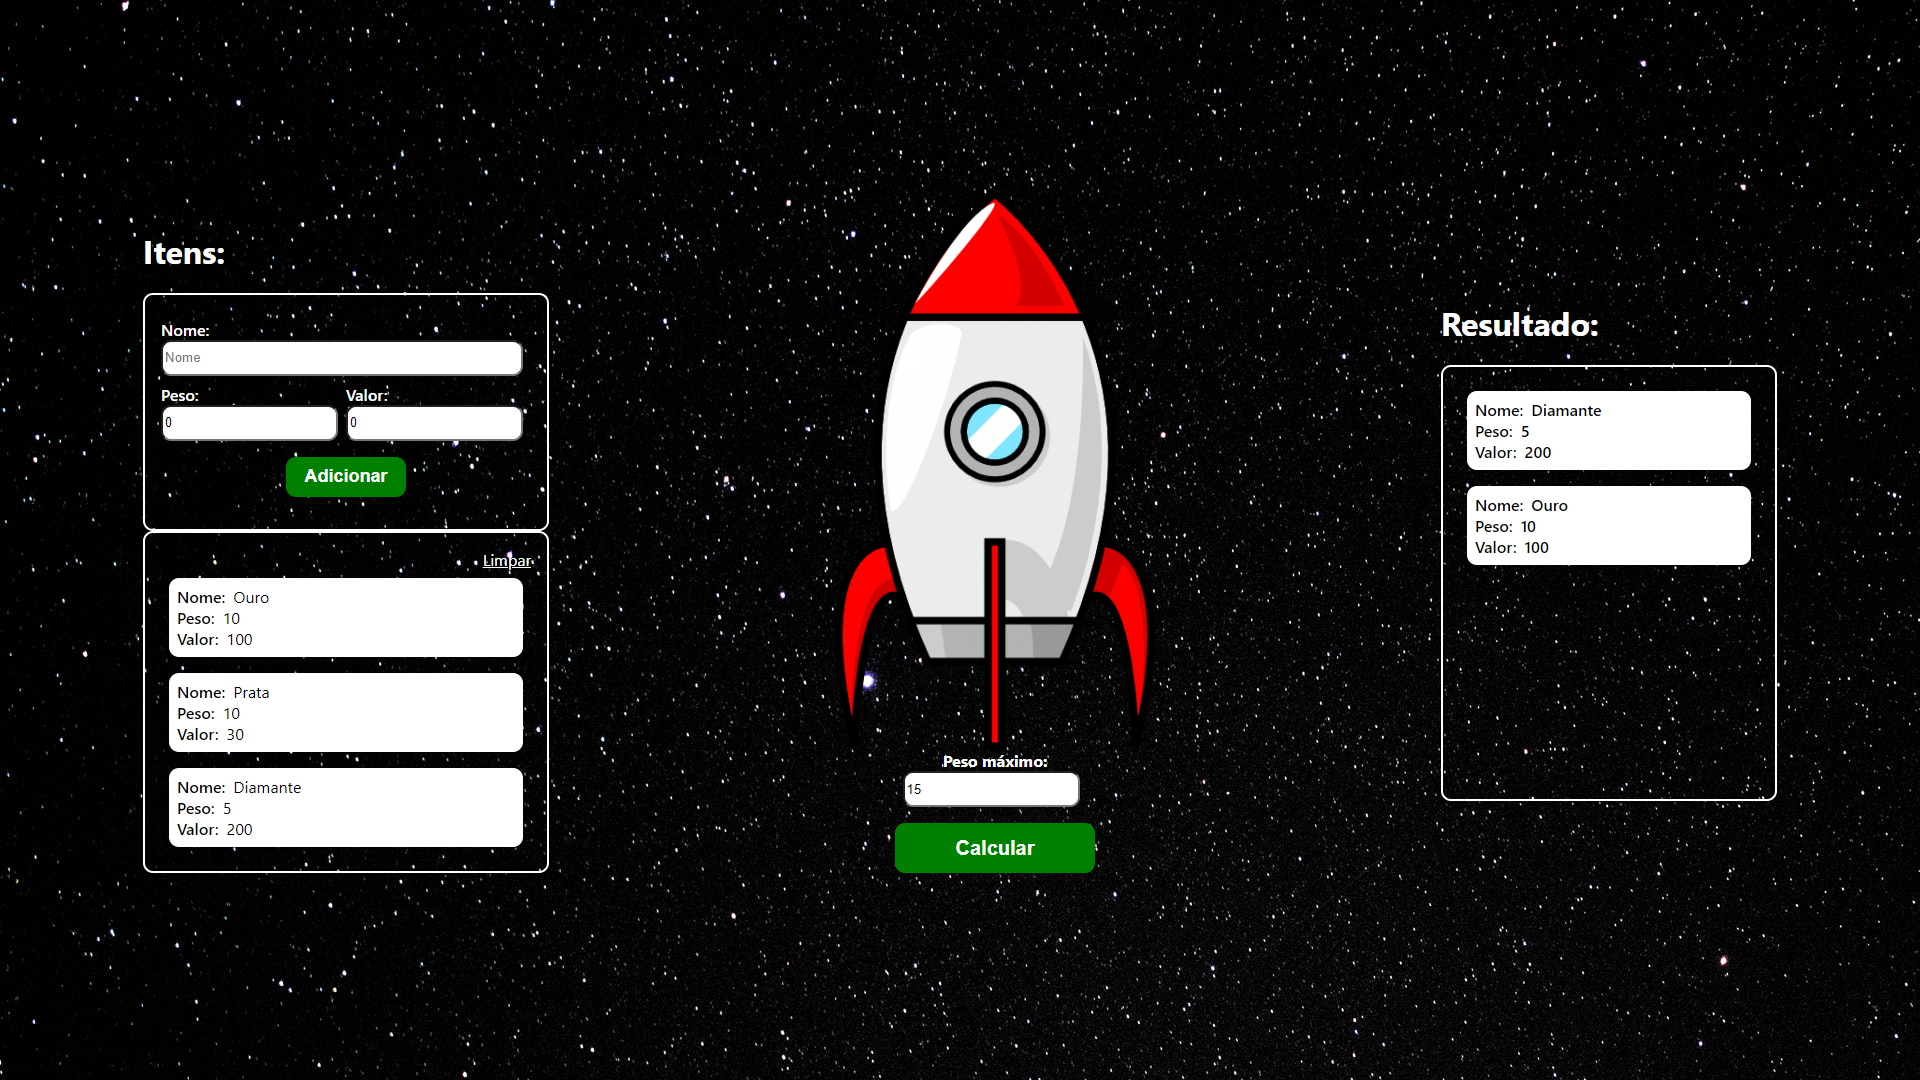 Itens:
Nome:
Nome
Peso:
Valor:
0
0
Adicionar
Limpar
Nome: Ouro
Peso: 10
Valor: 100
Nome: Prata
Peso: 10
Valor: 30
Nome: Diamante
Peso: 5
Valor: 200
Peso máximo:
15
Calcular
Resultado:
Nome: Diamante
Peso: 5
Valor: 200
Nome: Ouro
Peso: 10
Valor: 100